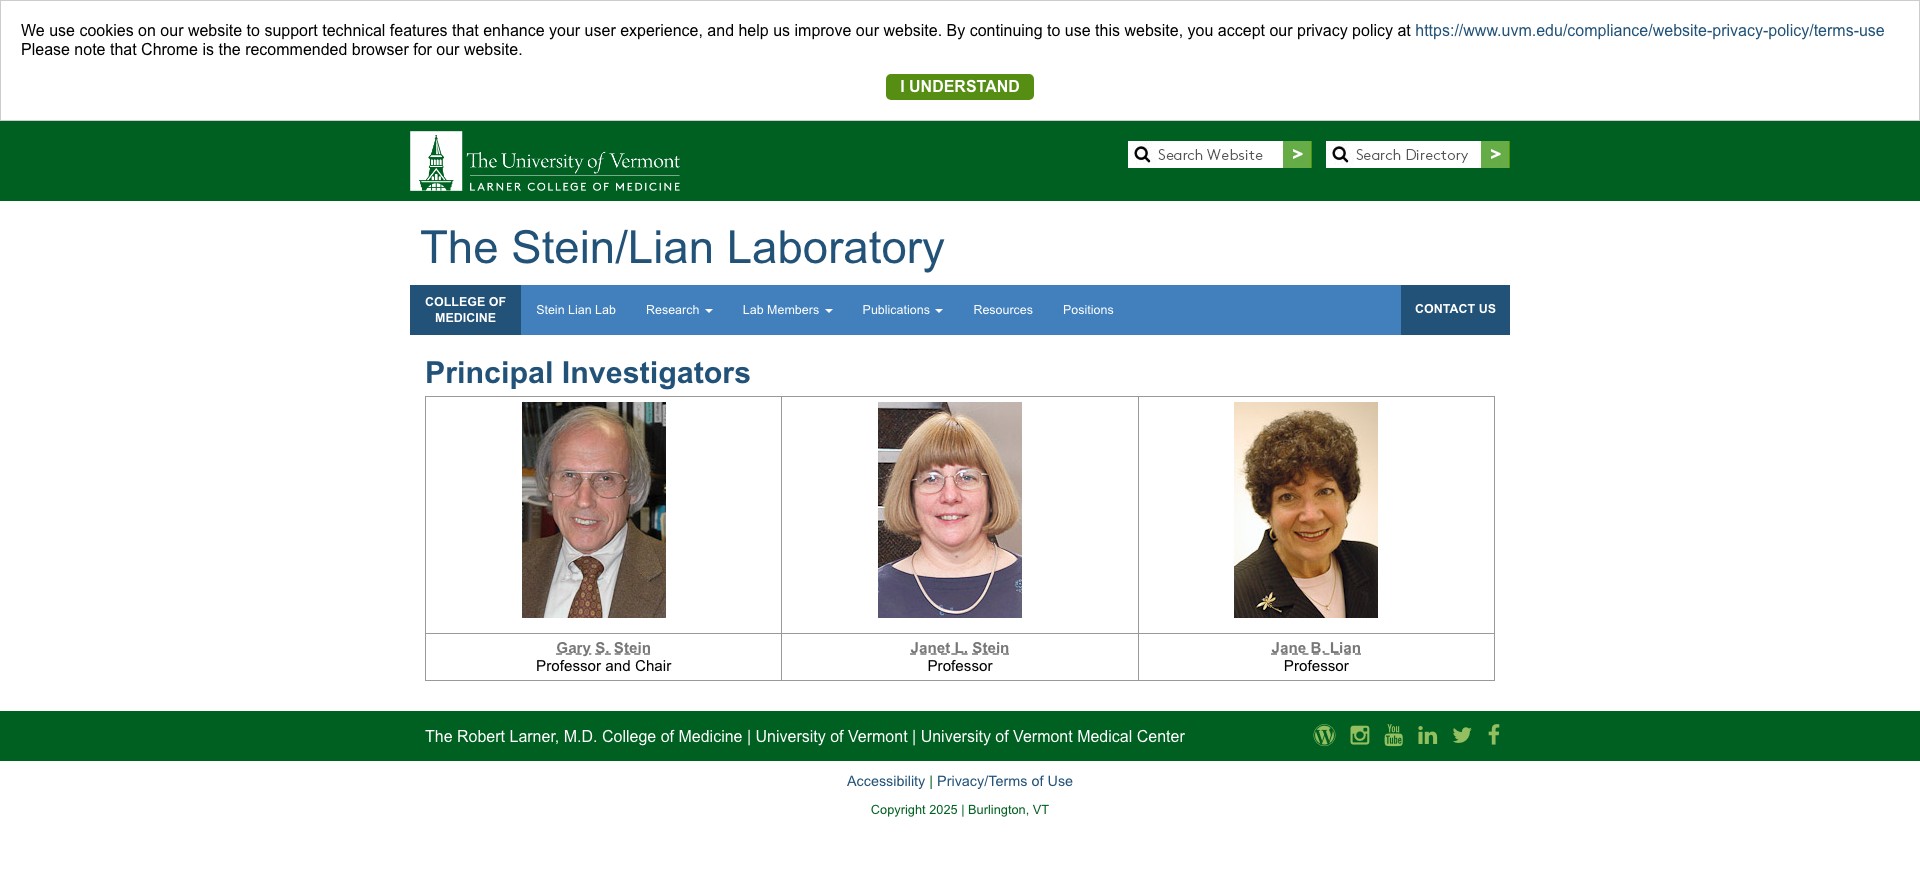 We use cookies on our website to support technical features that enhance your user experience, and help us improve our website. By continuing to use this website, you accept our privacy policy at https://www.uvm.edu/compliance/website-privacy-policy/terms-use
Please note that Chrome is the recommended browser for our website.
I UNDERSTAND
The University of Vermont
LARNER COLLEGE OF MEDICINE
Search Website >
Search Directory >
The Stein/Lian Laboratory
COLLEGE OF
MEDICINE
Stein Lian Lab
Research
Lab Members
Publications
Resources
Positions
CONTACT US
Principal Investigators
Gary S. Stein
Professor and Chair
Janet L. Stein
Professor
Jane B. Lian
Professor
The Robert Larner, M.D. College of Medicine | University of Vermont | University of Vermont Medical Center
You
Tube
Accessibility | Privacy/Terms of Use
Copyright 2025 | Burlington, VT